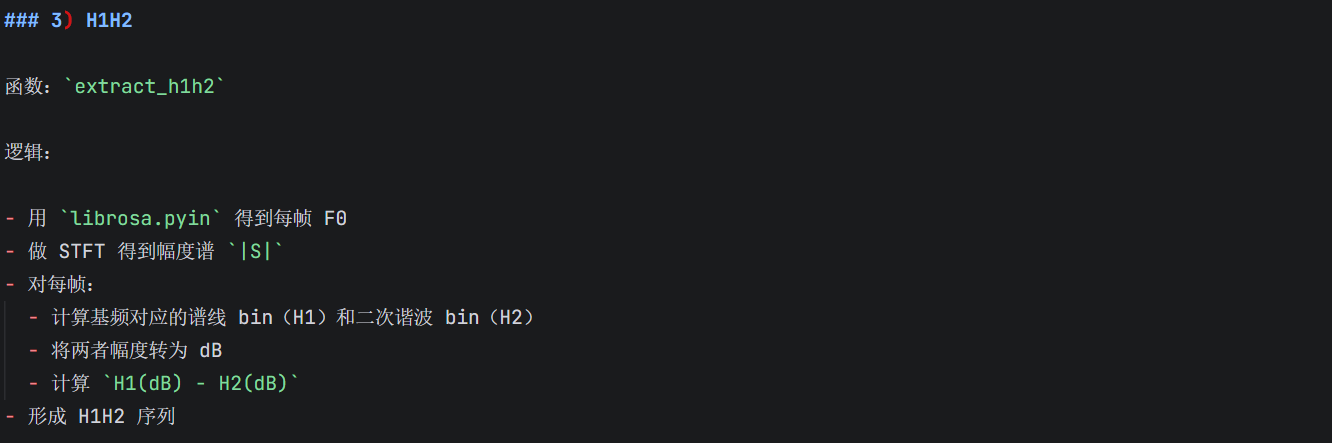 ### 3) H1H2
函数：`extract_h1h2`
逻辑：
- 用 `librosa.pyin` 得到每帧 F0
- 做 STFT 得到幅度谱 `|S|`
- 对每帧：
- 计算基频对应的谱线 bin（H1）和二次谐波 bin（H2）
- 将两者幅度转为 dB
- 计算 `H1(dB) - H2(dB)`
- 形成 H1H2 序列